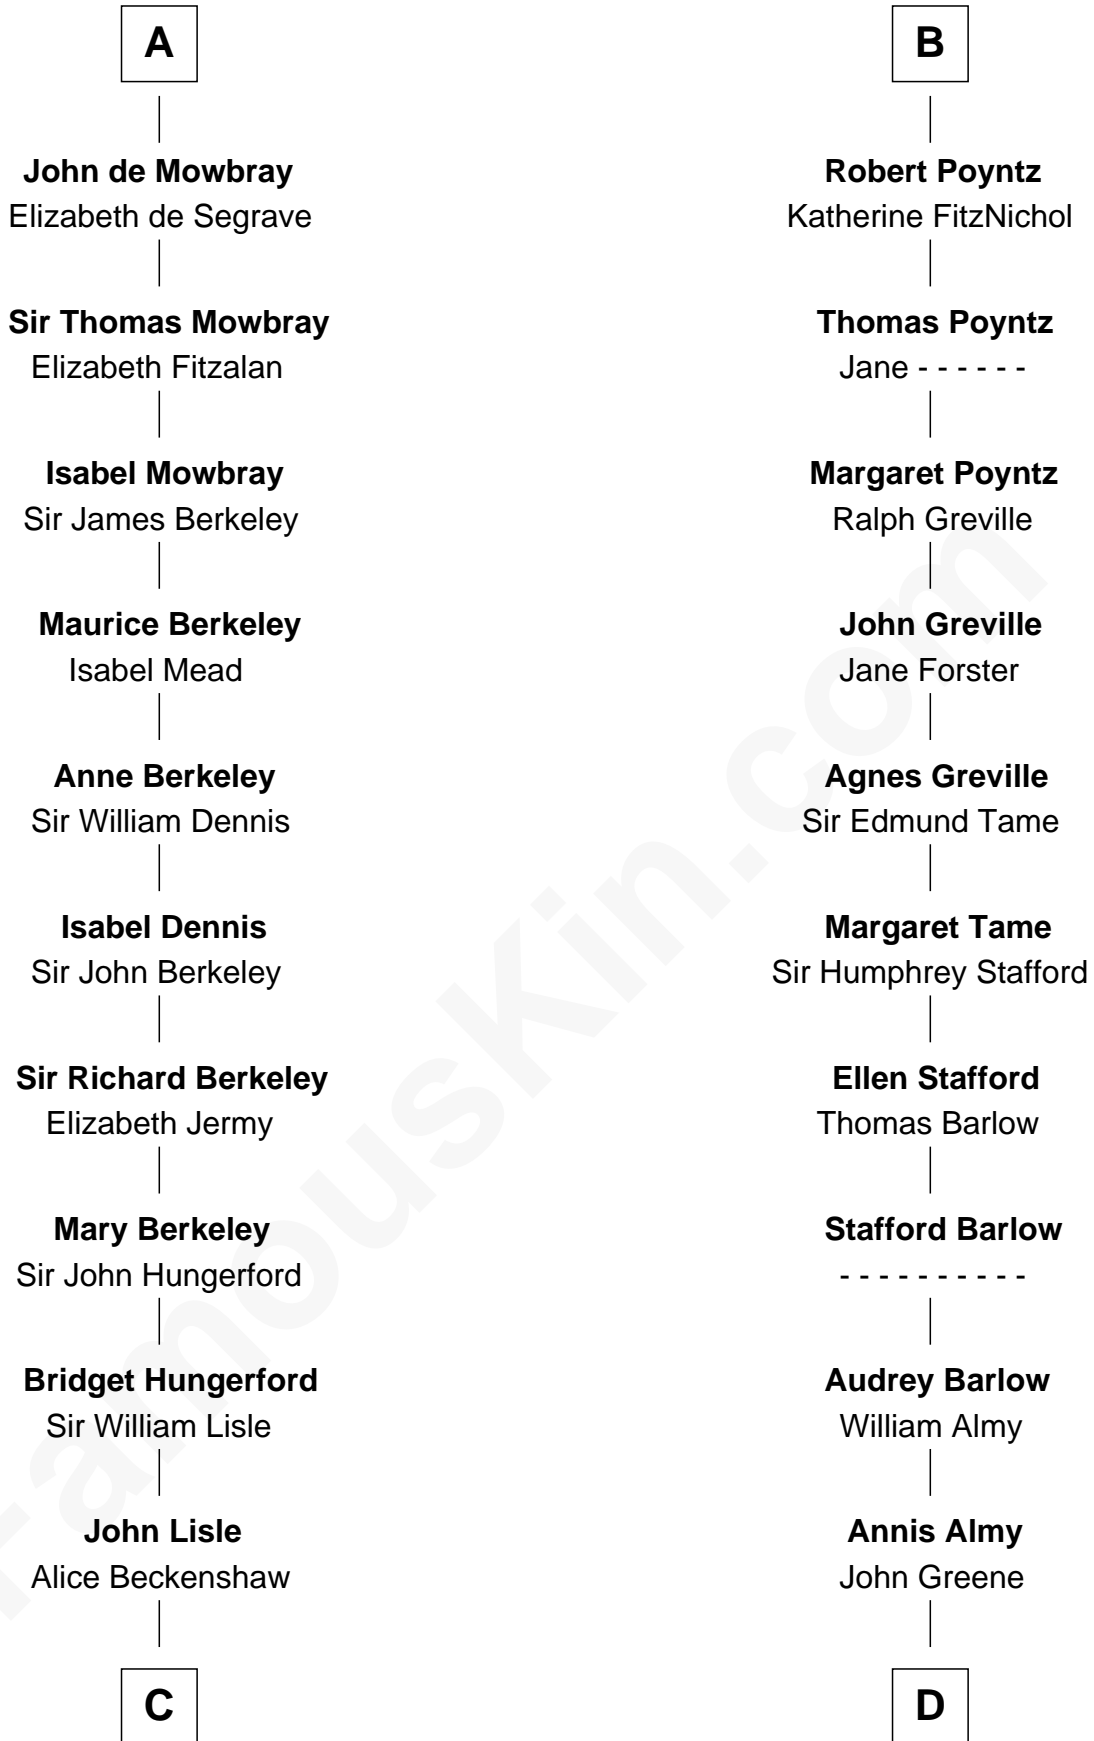 A
John de Mowbray
Elizabeth de Segrave
Sir Thomas Mowbray
Elizabeth Fitzalan
Isabel Mowbray
Sir James Berkeley
Maurice Berkeley
Isabel Mead
Anne Berkeley
Sir William Dennis
Isabel Dennis
Sir John Berkeley
Sir Richard Berkeley
Elizabeth Jermy
Mary Berkeley
Sir John Hungerford
Bridget Hungerford
Sir William Lisle
John Lisle
Alice Beckenshaw
C
B
Robert Poyntz
Katherine FitzNichol
Thomas Poyntz
Jane - - - - - -
Margaret Poyntz
Ralph Greville
John Greville
Jane Forster
Agnes Greville
Sir Edmund Tame
Margaret Tame
Sir Humphrey Stafford
Ellen Stafford
Thomas Barlow
Stafford Barlow
- - - - - - - - - -
Audrey Barlow
William Almy
Annis Almy
John Greene
D
FamousKin.com